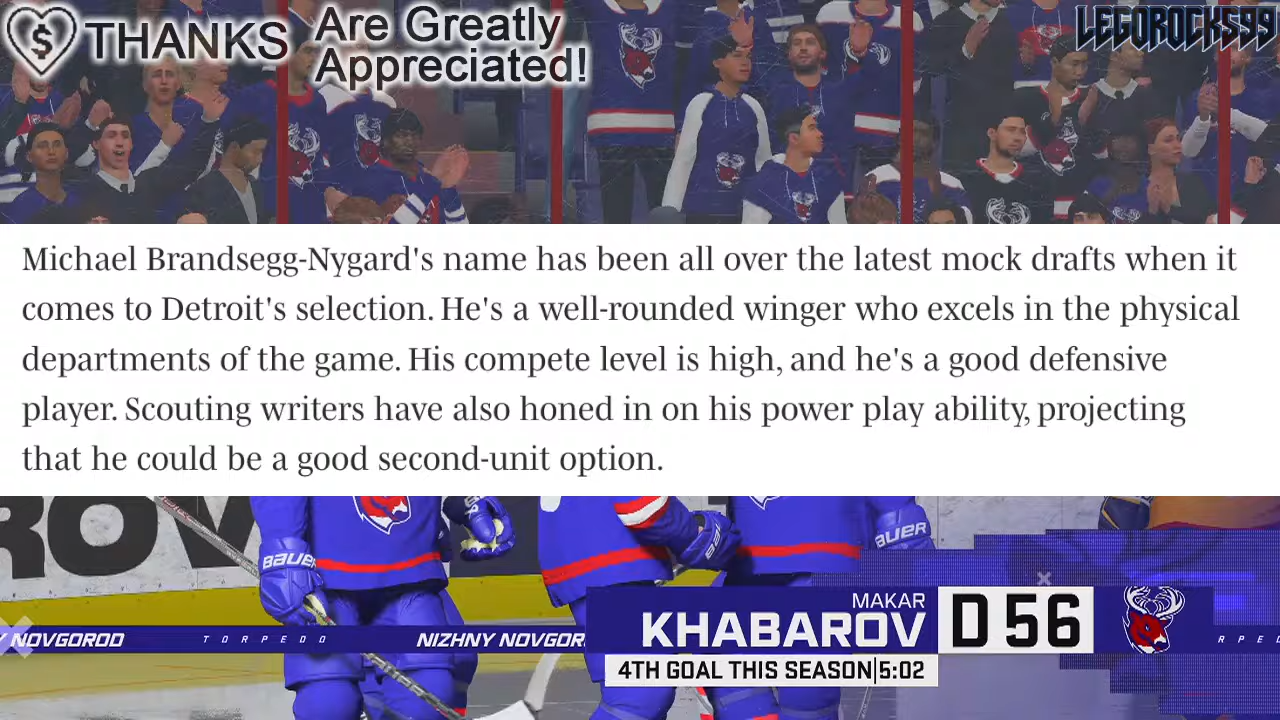 $ THANKS Are Greatly
Appreciated!
LEGOROCKS99
Michael Brandsegg-Nygard's name has been all over the latest mock drafts when it
comes to Detroit's selection. He's a well-rounded winger who excels in the physical
departments of the game. His compete level is high, and he's a good defensive
player. Scouting writers have also honed in on his power play ability, projecting
that he could be a good second-unit option.
ROV
BAUER
BAUER
BAUER
MAKAR
KHABAROV D 56
Y NOVGOROD TORPEDO NIZHNY NOVGOR
RPED
4TH GOAL THIS SEASON|5:02